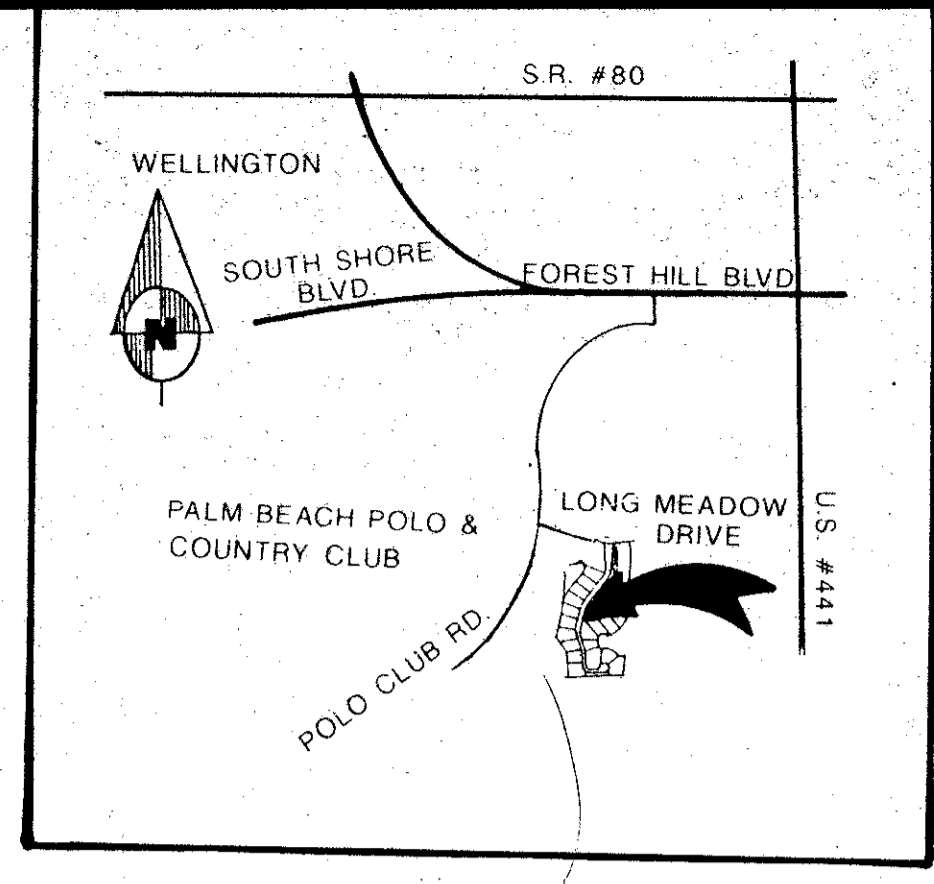 S.R. #80
WELLINGTON
SOUTH SHORE
BLVD.
FOREST HILL BLVD
N
PALM BEACH POLO &
COUNTRY CLUB
LONG MEADOW
DRIVE
U.S. #441
POLO CLUB RD.